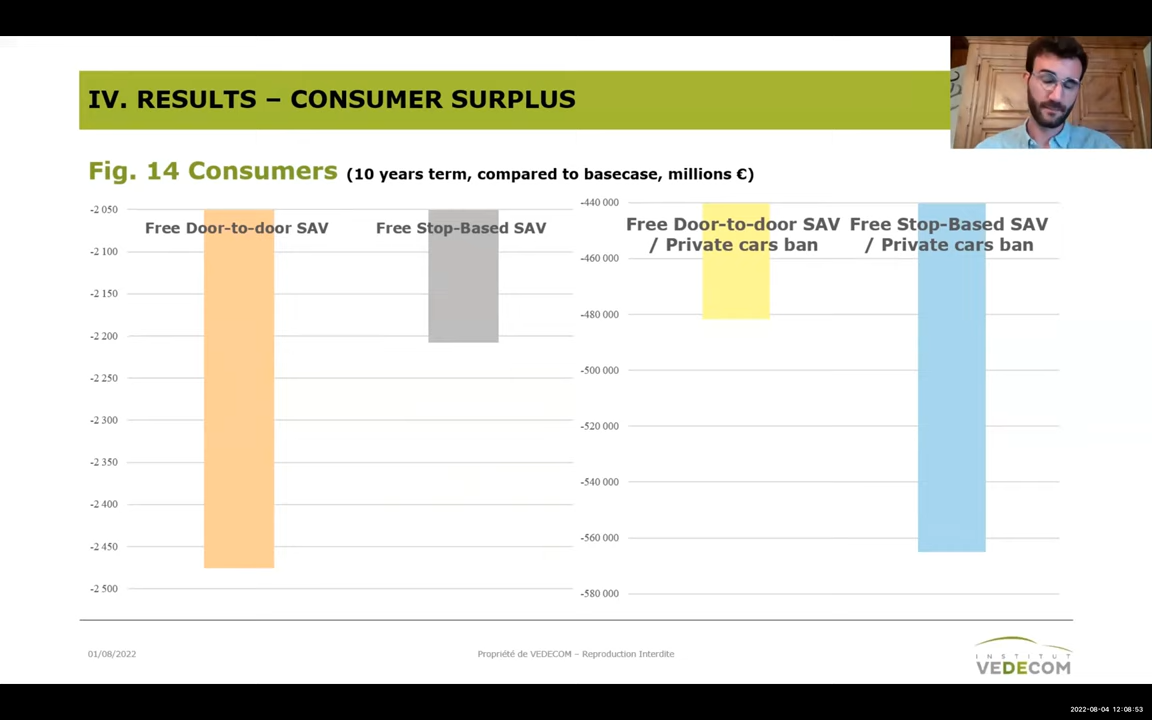 IV. RESULTS – CONSUMER SURPLUS
Fig. 14 Consumers (10 years term, compared to basecase, millions €)
-2 050
-2 100
-2 150
-2 200
-2 250
-2 300
-2 350
-2 400
-2 450
-2 500
Free Door-to-door SAV
Free Stop-Based SAV
-440 000
-460 000
-480 000
-500 000
-520 000
-540 000
-560 000
-580 000
Free Door-to-door SAV
/ Private cars ban
Free Stop-Based SAV
/ Private cars ban
01/08/2022
Propriété de VEDECOM – Reproduction Interdite
INSTITUT
VEDECOM
2022-08-04 12:08:53